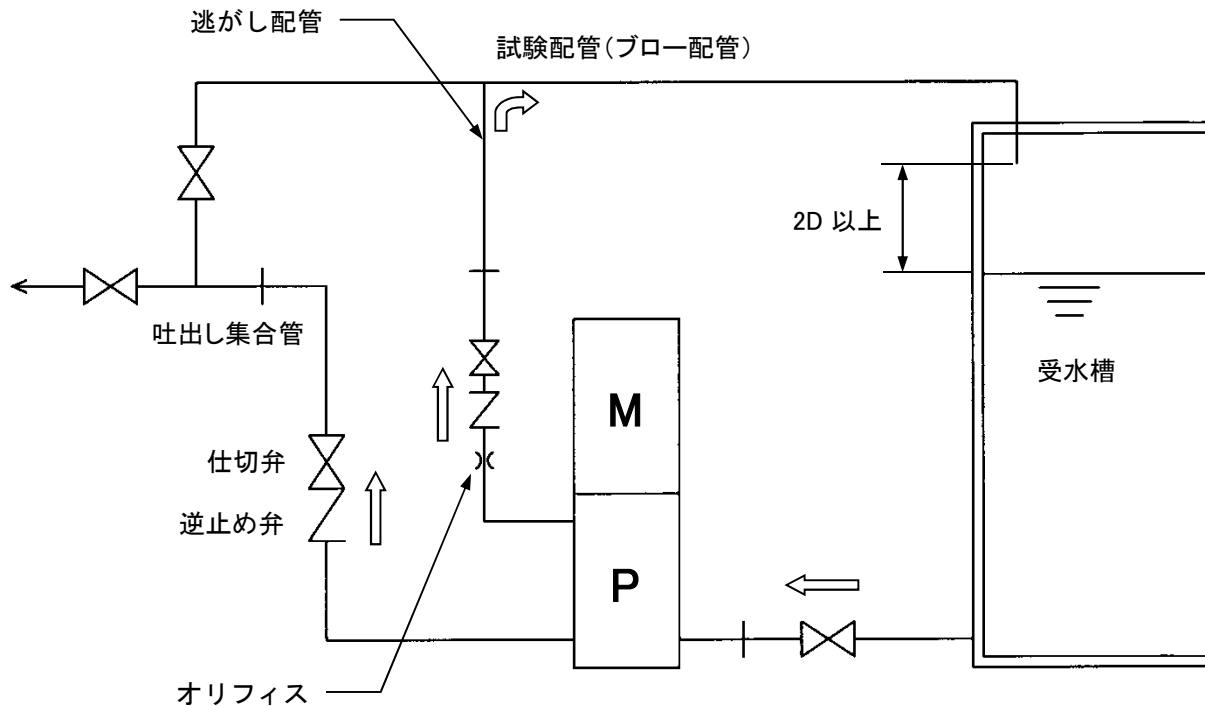 逃がし配管
試験配管(ブロー配管)
2D 以上
吐出し集合管
受水槽
M
仕切弁
逆止め弁
P
オリフィス